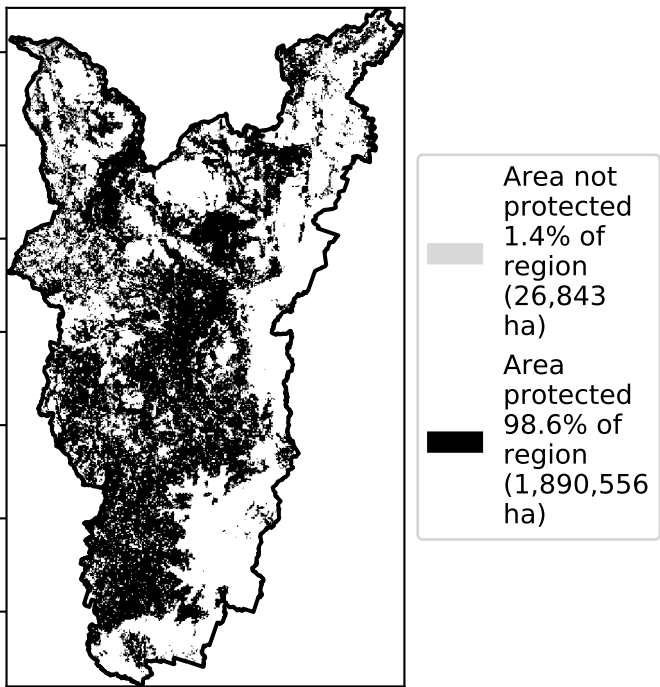 Area not
protected
1.4% of
region
(26,843
ha)
Area
protected
98.6% of
region
(1,890,556
ha)